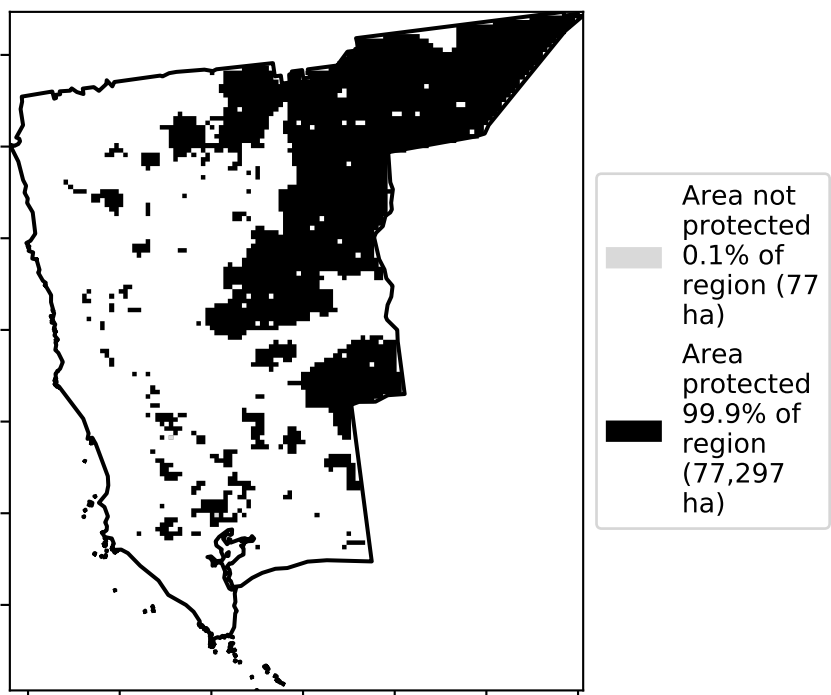 Area not
protected
0.1% of
region (77
ha)
Area
protected
99.9% of
region
(77,297
ha)